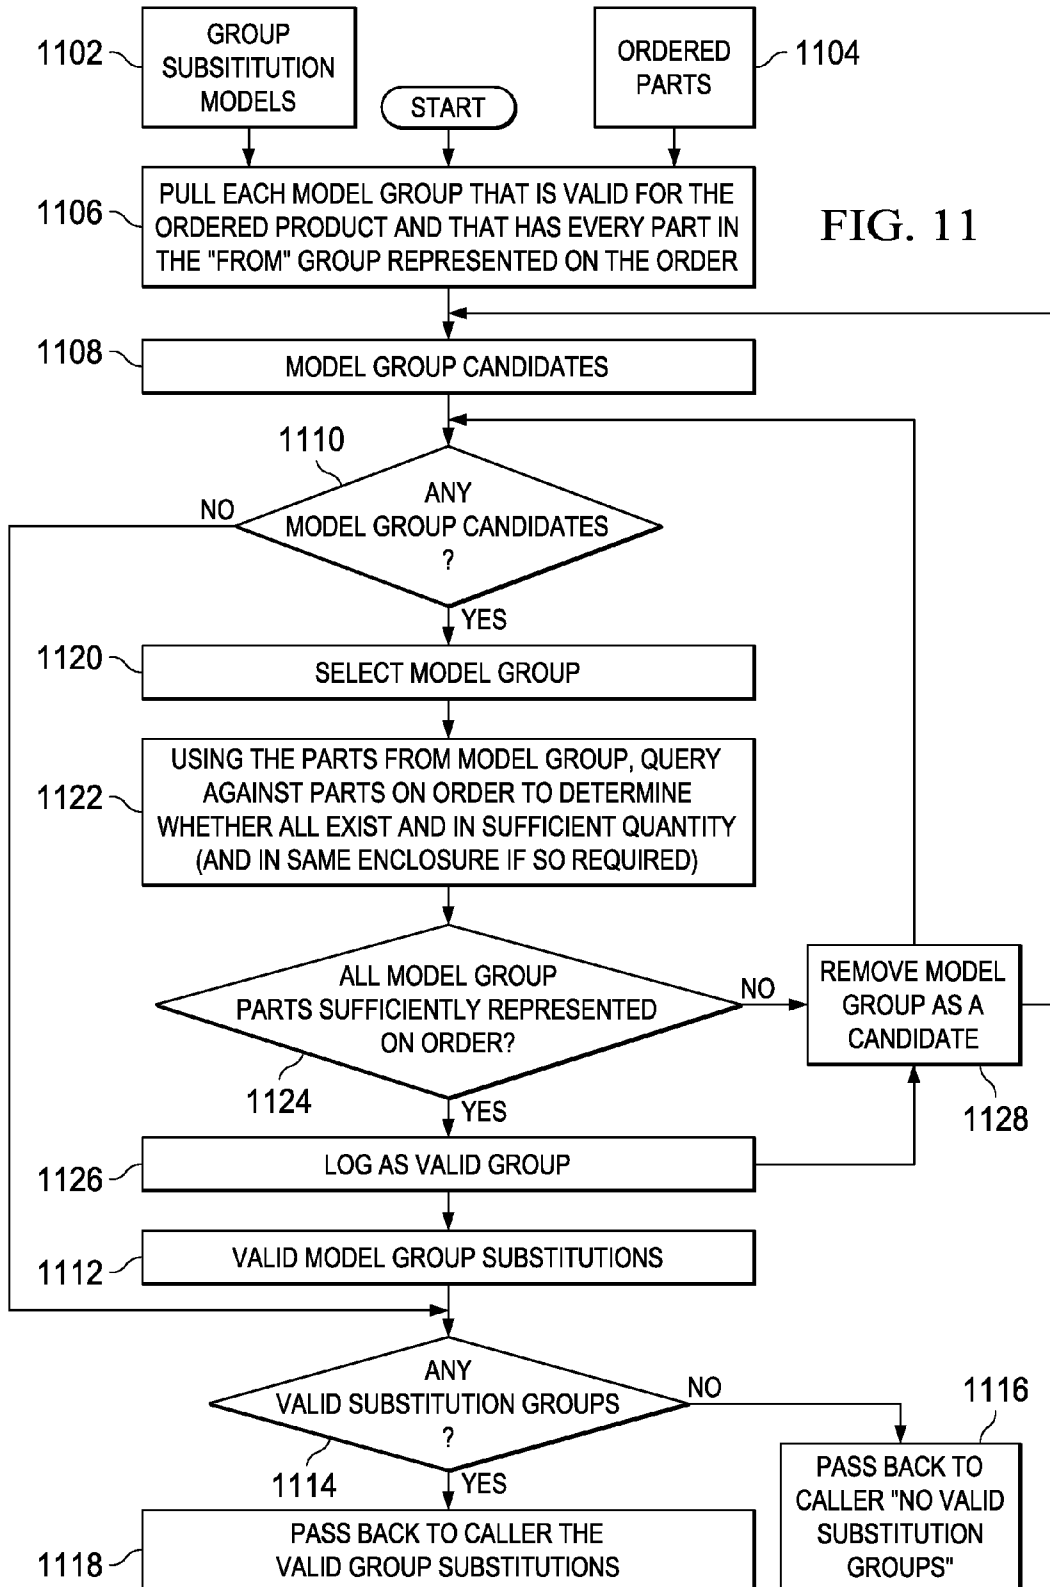 1102
GROUP
SUBSITITUTION
MODELS
START
ORDERED
PARTS
1104
1106
PULL EACH MODEL GROUP THAT IS VALID FOR THE
ORDERED PRODUCT AND THAT HAS EVERY PART IN
THE "FROM" GROUP REPRESENTED ON THE ORDER
FIG. 11
1108
MODEL GROUP CANDIDATES
1110
NO
ANY
MODEL GROUP CANDIDATES
?
YES
1120
SELECT MODEL GROUP
1122
USING THE PARTS FROM MODEL GROUP, QUERY
AGAINST PARTS ON ORDER TO DETERMINE
WHETHER ALL EXIST AND IN SUFFICIENT QUANTITY
(AND IN SAME ENCLOSURE IF SO REQUIRED)
ALL MODEL GROUP
PARTS SUFFICIENTLY REPRESENTED
ON ORDER?
NO
REMOVE MODEL
GROUP AS A
CANDIDATE
1124
YES
1128
1126
LOG AS VALID GROUP
1112
VALID MODEL GROUP SUBSTITUTIONS
ANY
VALID SUBSTITUTION GROUPS
?
NO
1116
1114
YES
PASS BACK TO
CALLER "NO VALID
SUBSTITUTION
GROUPS"
1118
PASS BACK TO CALLER THE
VALID GROUP SUBSTITUTIONS